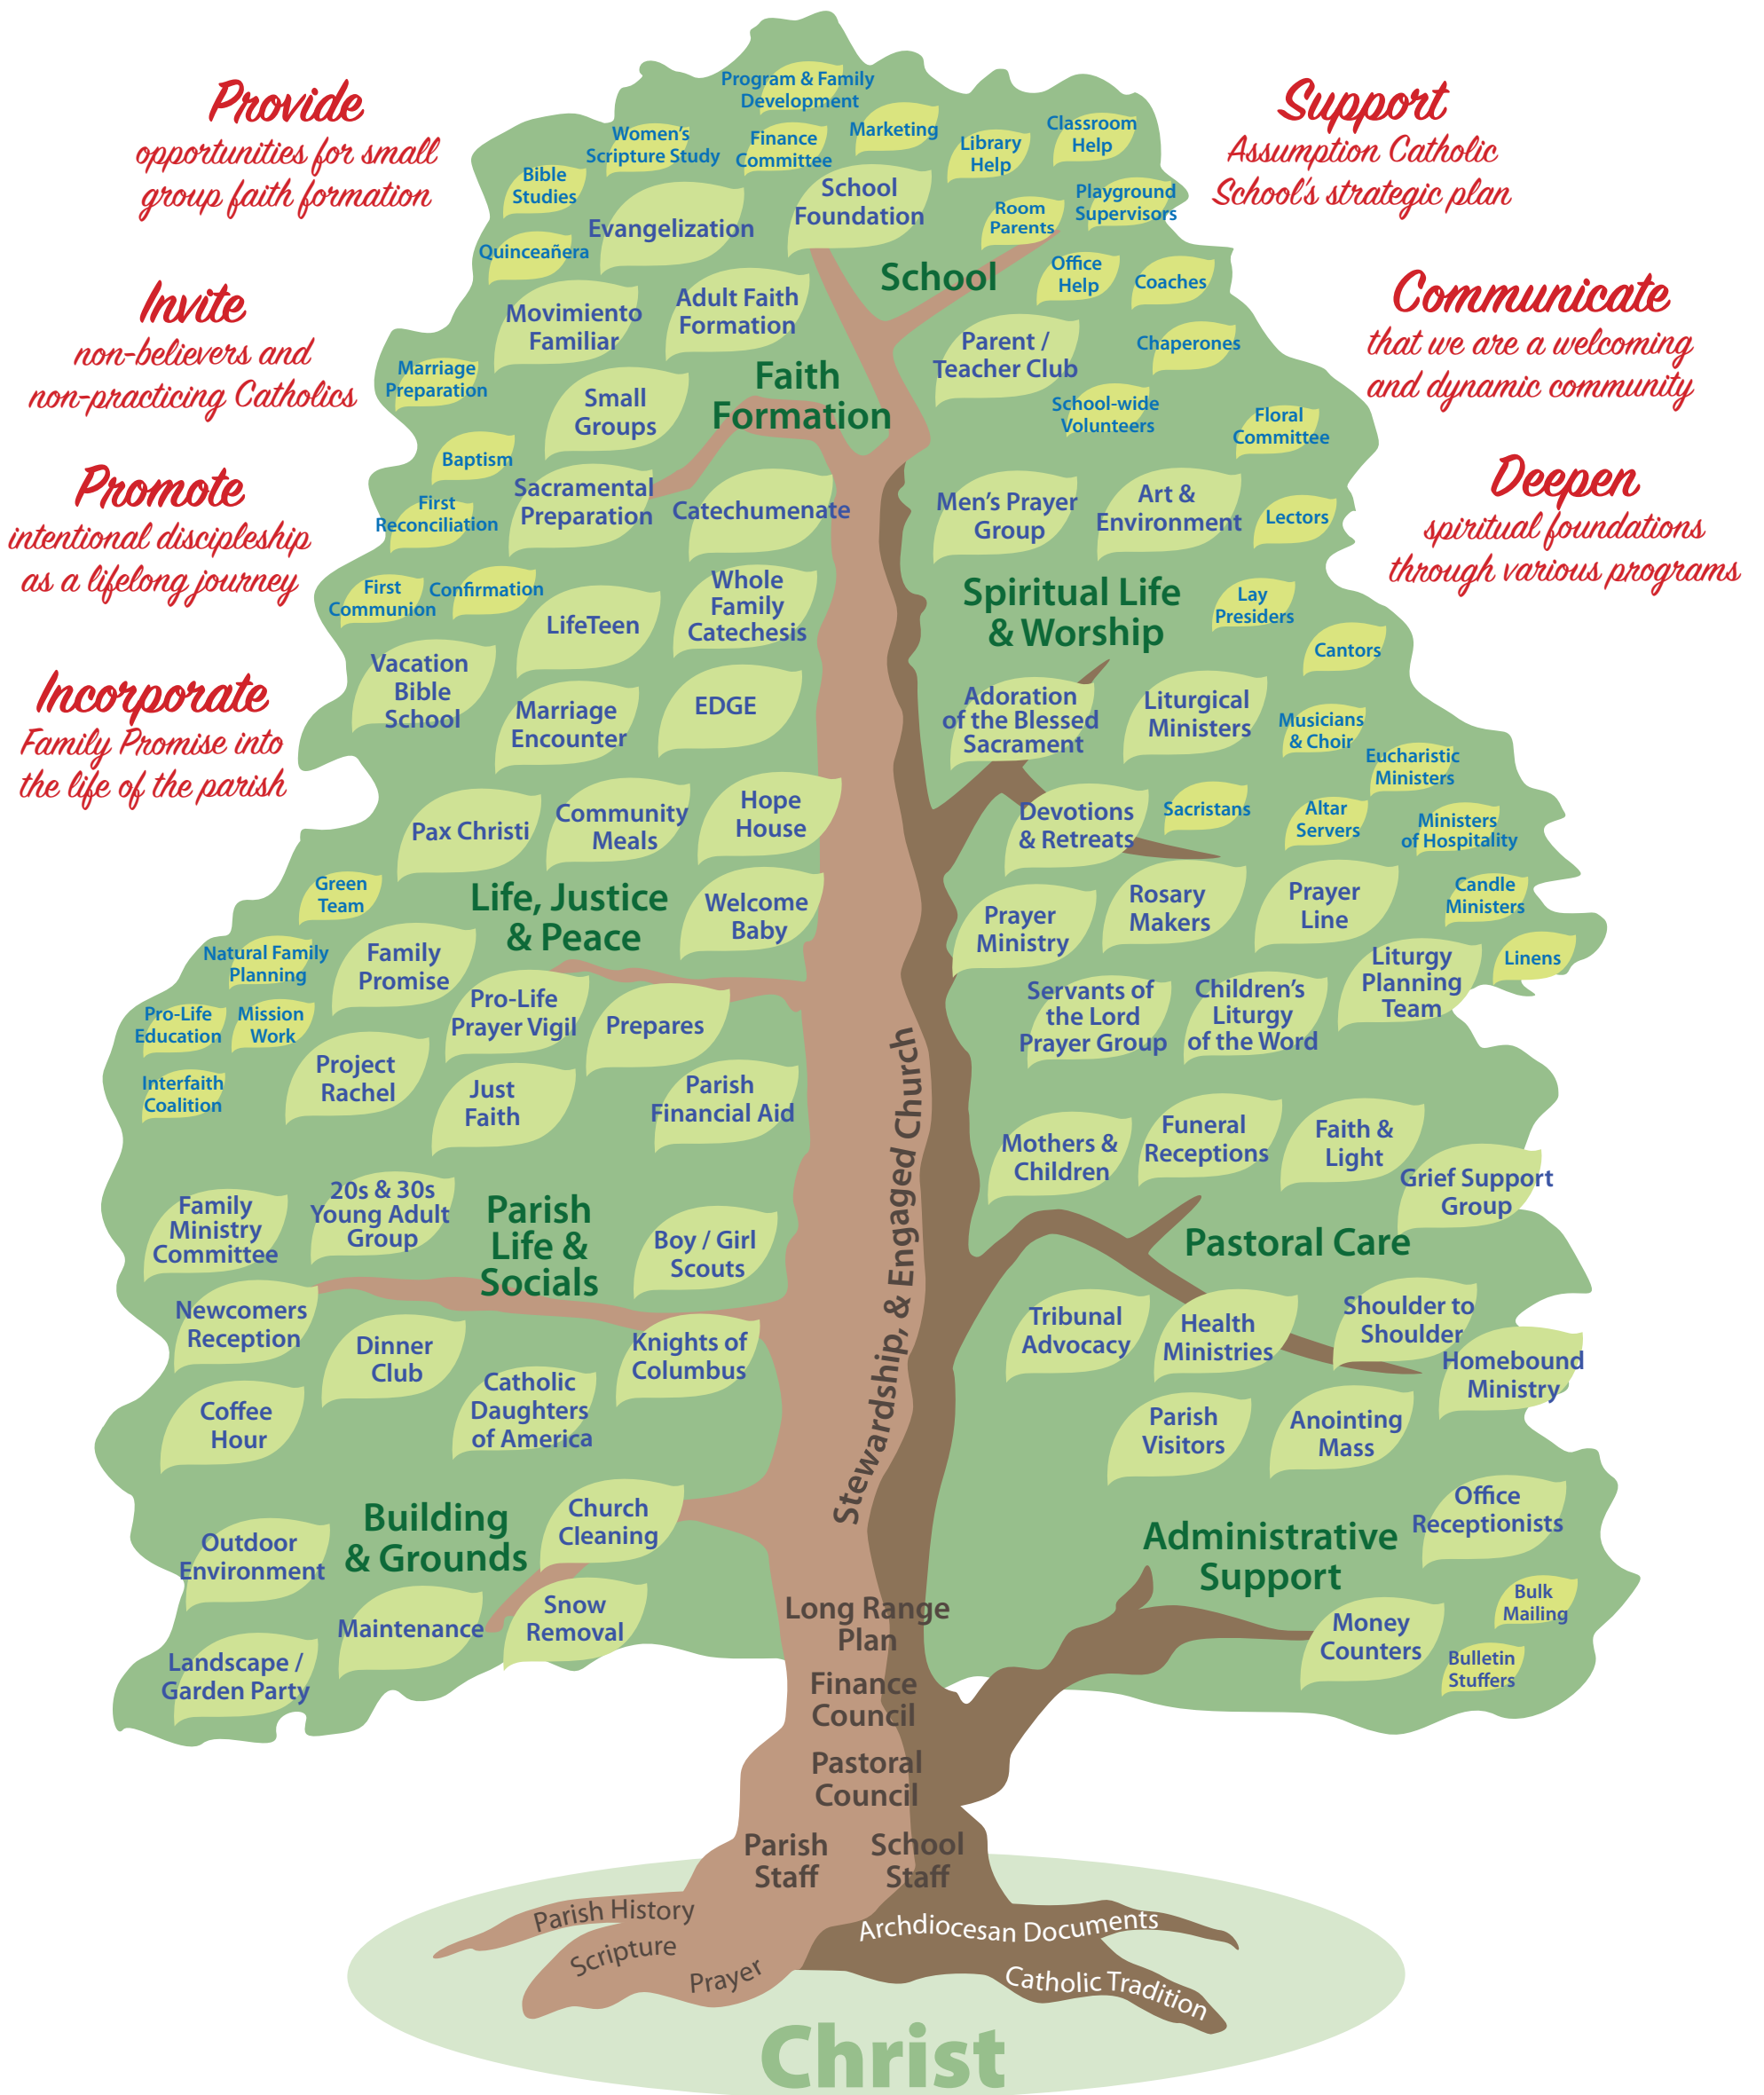 Provide
opportunities for small
group faith formation
Invite
non-believers and
non-practicing Catholics
Promote
intentional discipleship
as a lifelong journey
Incorporate
Family Promise into
the life of the parish
Support
Assumption Catholic
School's strategic plan
Communicate
that we are a welcoming
and dynamic community
Deepen
spiritual foundations
through various programs
Program & Family
Development
Women's
Scripture Study
Finance
Committee
Marketing
Library
Help
Classroom
Help
Bible
Studies
Evangelization
School
Foundation
Room
Parents
Playground
Supervisors
Quinceañera
School
Office
Help
Coaches
Movimiento
Familiar
Adult Faith
Formation
Parent /
Teacher Club
Chaperones
Marriage
Preparation
Small
Groups
Faith
Formation
School-wide
Volunteers
Floral
Committee
Baptism
First
Reconciliation
Sacramental
Preparation
Catechumenate
Men's Prayer
Group
Art &
Environment
Lectors
First
Communion
Confirmation
LifeTeen
Whole
Family
Catechesis
Spiritual Life
& Worship
Lay
Presiders
Cantors
Vacation
Bible
School
Marriage
Encounter
EDGE
Adoration
of the Blessed
Sacrament
Liturgical
Ministers
Musicians
& Choir
Eucharistic
Ministers
Pax Christi
Community
Meals
Hope
House
Devotions
& Retreats
Sacristans
Altar
Servers
Ministers
of Hospitality
Green
Team
Life, Justice
& Peace
Welcome
Baby
Prayer
Ministry
Rosary
Makers
Prayer
Line
Candle
Ministers
Natural Family
Planning
Family
Promise
Liturgy
Planning
Team
Linens
Pro-Life
Education
Mission
Work
Pro-Life
Prayer Vigil
Prepares
Servants of
the Lord
Prayer Group
Children's
Liturgy
of the Word
Interfaith
Coalition
Project
Rachel
Just
Faith
Parish
Financial Aid
Mothers &
Children
Funeral
Receptions
Faith &
Light
Grief Support
Group
Family
Ministry
Committee
20s & 30s
Young Adult
Group
Parish
Life &
Socials
Boy / Girl
Scouts
Pastoral Care
Newcomers
Reception
Dinner
Club
Knights of
Columbus
Tribunal
Advocacy
Health
Ministries
Shoulder to
Shoulder
Homebound
Ministry
Coffee
Hour
Catholic
Daughters
of America
Parish
Visitors
Anointing
Mass
Stewardship, & Engaged Church
Building
& Grounds
Church
Cleaning
Administrative
Support
Office
Receptionists
Outdoor
Environment
Maintenance
Snow
Removal
Money
Counters
Bulk
Mailing
Bulletin
Stuffers
Landscape /
Garden Party
Long Range
Plan
Finance
Council
Pastoral
Council
Parish
Staff
School
Staff
Parish History
Scripture
Prayer
Archdiocesan Documents
Catholic Tradition
Christ